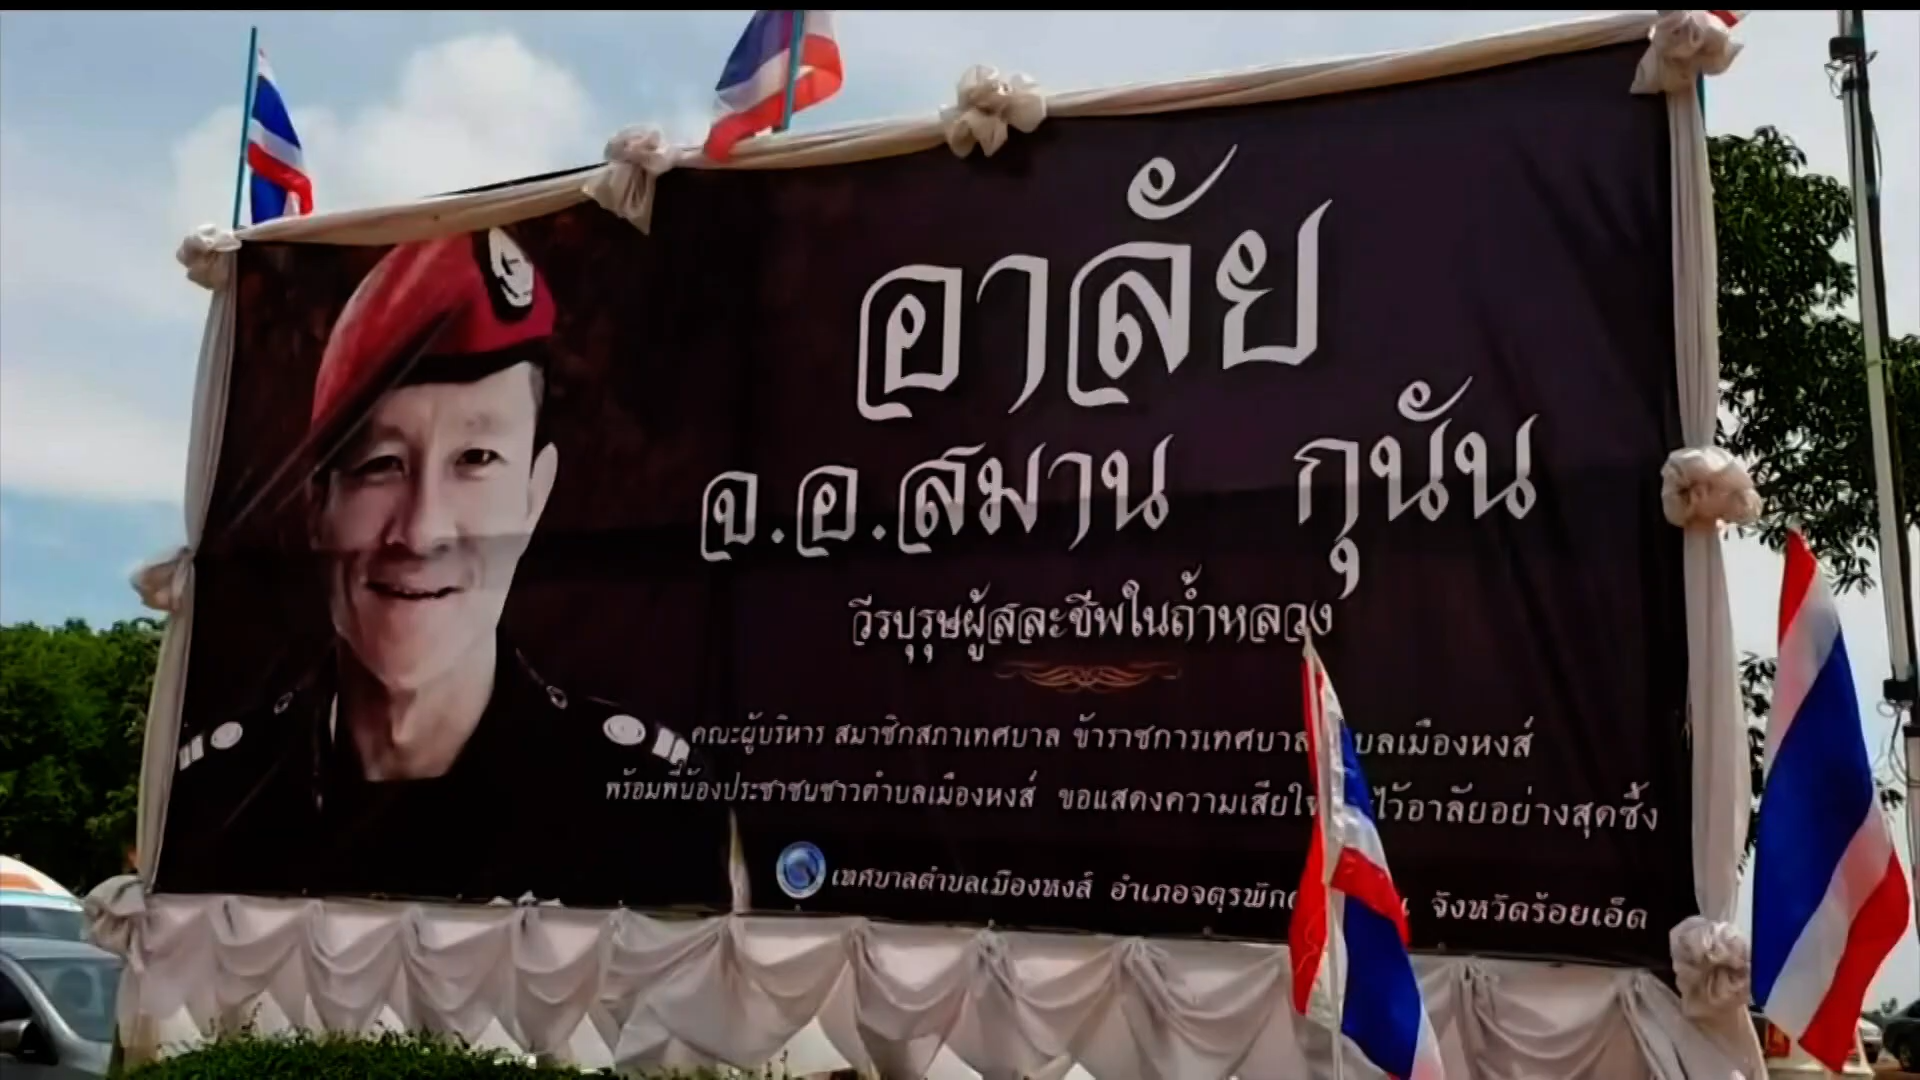 อาลัย
จ.อ.สมาน กุนัน
วีรบุรุษผู้สละชีพในถ้ำหลวง
คณะผู้บริหาร สมาชิกสภาเทศบาล ข้าราชการเทศบาล บลเมืองหงส์
พร้อมพี่น้องประชาชนชาวตำบลเมืองหงส์ ขอแสดงความเสียใ ไว้อาลัยอย่างสุดซึ้ง
เทศบาลตำบลเมืองหงส์ อำเภอจตุรพัก จังหวัดร้อยเอ็ด